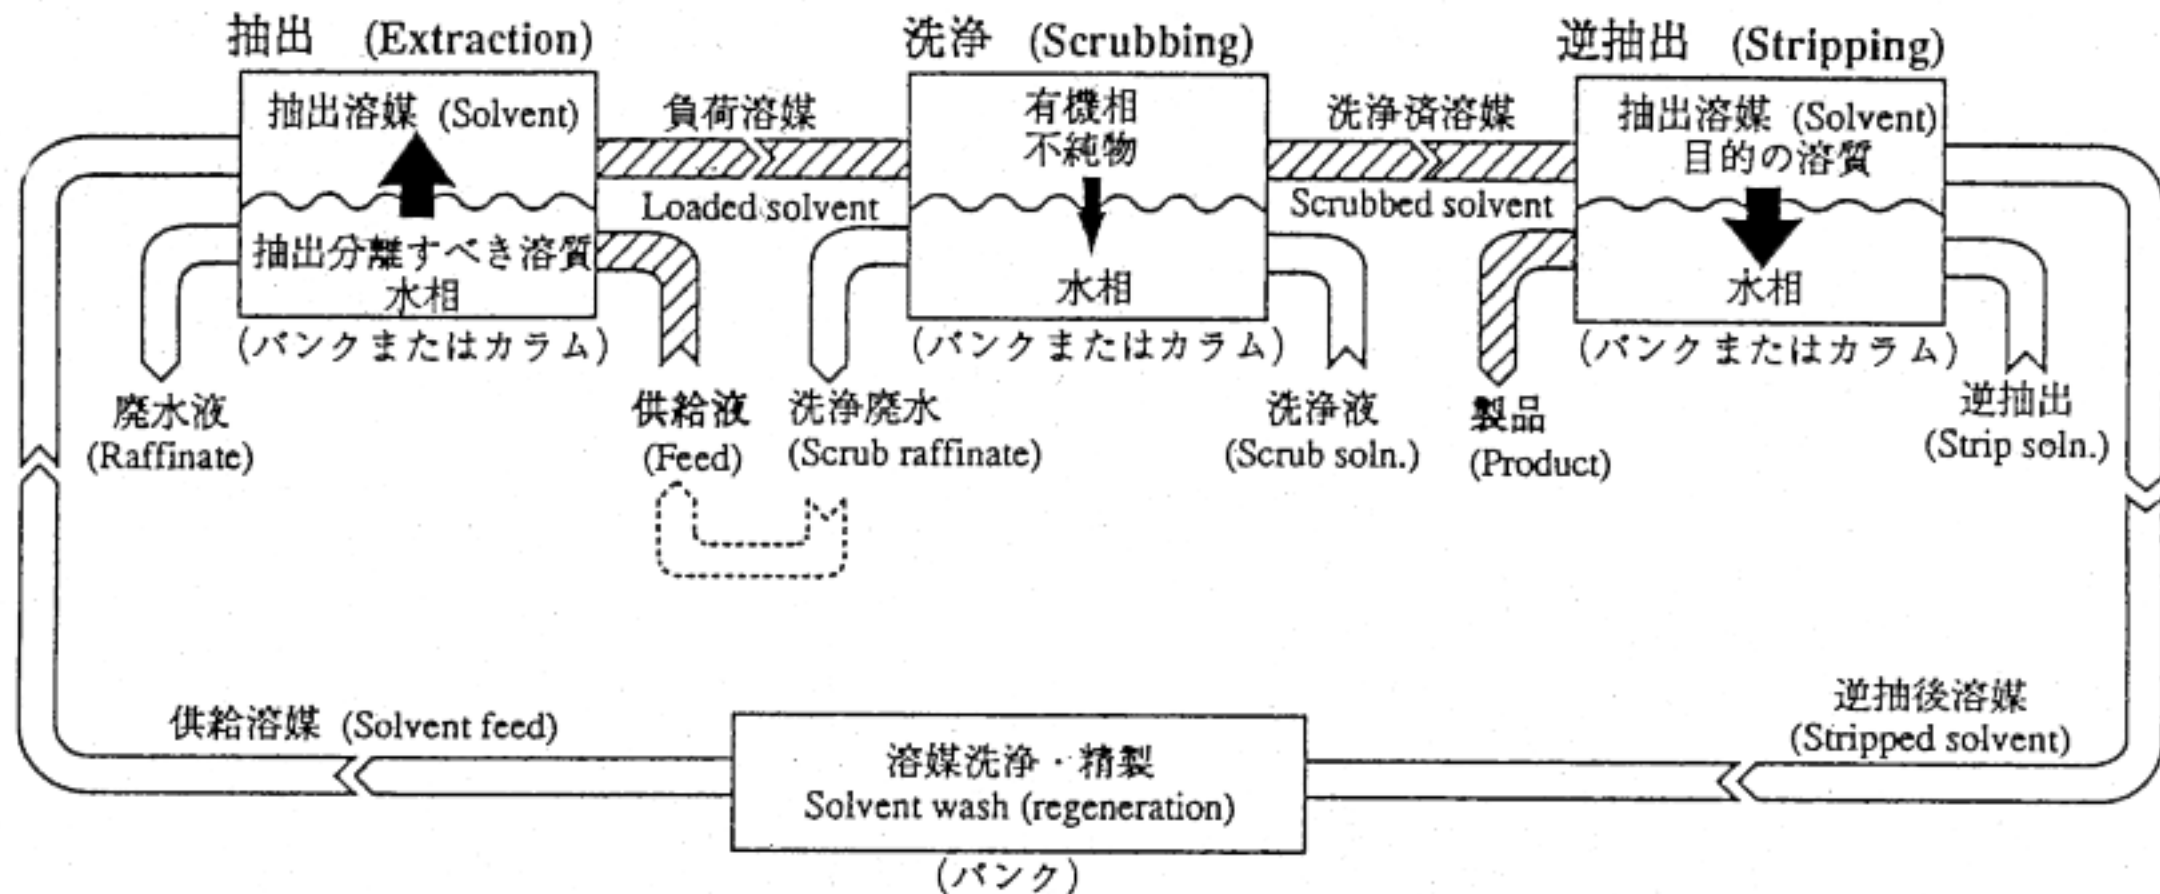 抽出 (Extraction)
抽出溶媒 (Solvent)
抽出分離すべき溶質
水相
(バンクまたはカラム)
廃水液
(Raffinate)
供給液
(Feed)
負荷溶媒
Loaded solvent
洗浄 (Scrubbing)
有機相
不純物
水相
(バンクまたはカラム)
洗浄廃水
(Scrub raffinate)
洗浄液
(Scrub soln.)
洗浄済溶媒
Scrubbed solvent
逆抽出 (Stripping)
抽出溶媒 (Solvent)
目的の溶質
水相
(バンクまたはカラム)
製品
(Product)
逆抽出
(Strip soln.)
逆抽後溶媒
(Stripped solvent)
溶媒洗浄・精製
Solvent wash (regeneration)
(バンク)
供給溶媒 (Solvent feed)